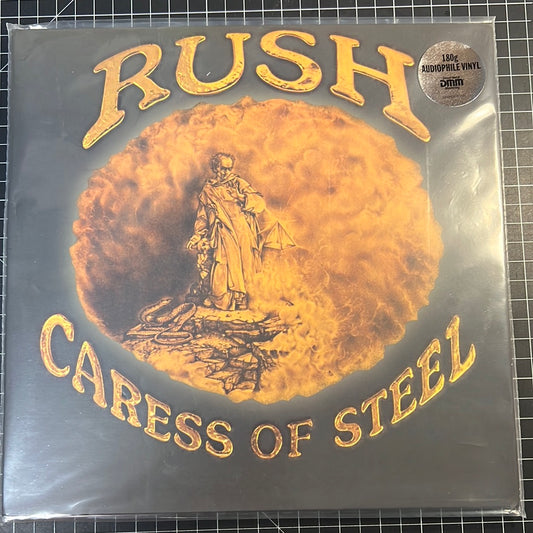 RUSH
180g
AUDIOPHILE VINYL
DMM
CARESS OF STEEL